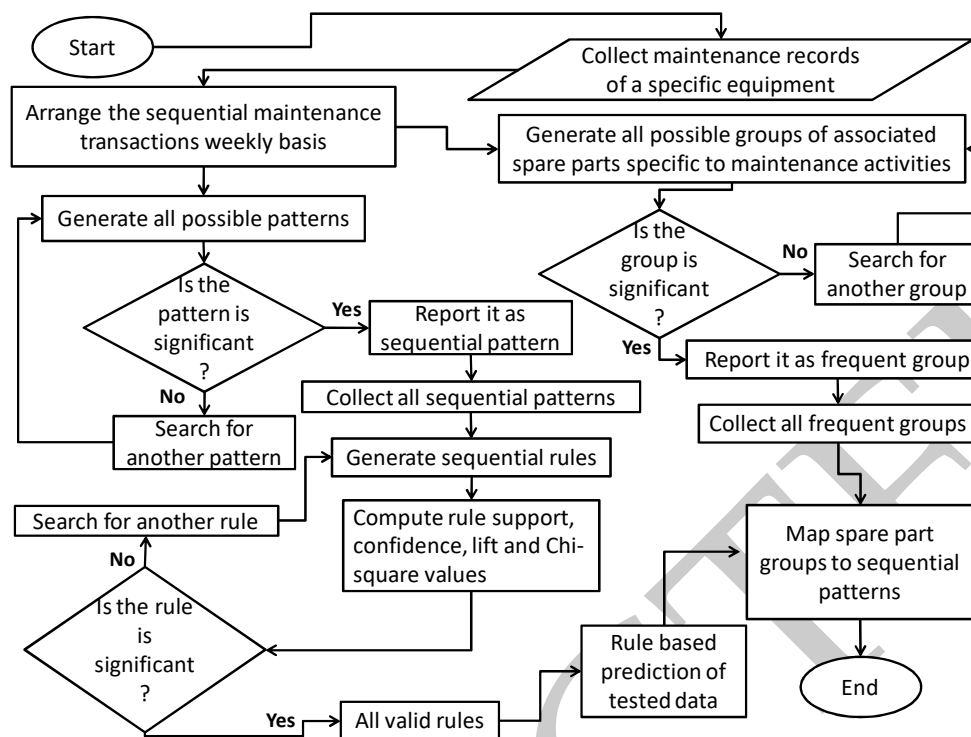 Start
Collect maintenance records
of a specific equipment
Arrange the sequential maintenance
transactions weekly basis
Generate all possible groups of associated
spare parts specific to maintenance activities
Generate all possible patterns
Is the
group is
significant
?
No
Search for
another group
Is the
pattern is
significant
?
Yes
Report it as
sequential pattern
Yes
Report it as frequent group
No
Collect all sequential patterns
Collect all frequent groups
Search for
another pattern
Generate sequential rules
Search for another rule
Compute rule support,
confidence, lift and Chi-
square values
Map spare part
groups to sequential
patterns
No
Is the rule
is
significant
?
Rule based
prediction of
tested data
End
Yes
All valid rules